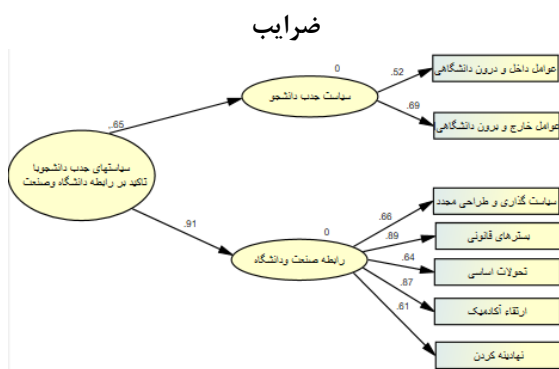 ضرایب
0
عوامل داخل و درون دانشگاهی
.52
سیاست جذب دانشجو
.69
عوامل خارج و برون دانشگاهی
.65
سیاستهای جذب دانشجوبا
تاکید بر رابطه دانشگاه وصنعت
.91
سیاست گذاری و طراحی مجدد
.66
0
بسترهای قانونی
.89
رابطه صنعت ودانشگاه
.64
تحولات اساسی
.87
ارتقاء آکادمیک
.61
نهادینه کردن